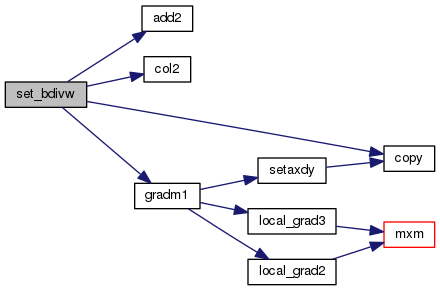 add2
col2
set_bdivw
copy
setaxdy
gradm1
local_grad3
mxm
local_grad2